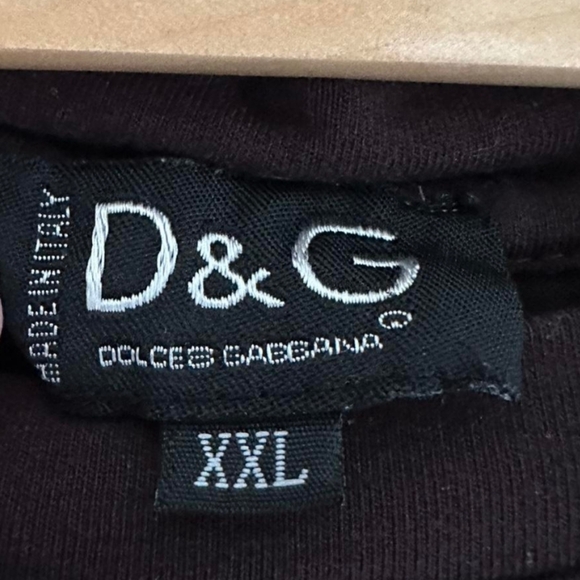 MADE IN ITALY
D&G
DOLCE & GABBANA
XXL